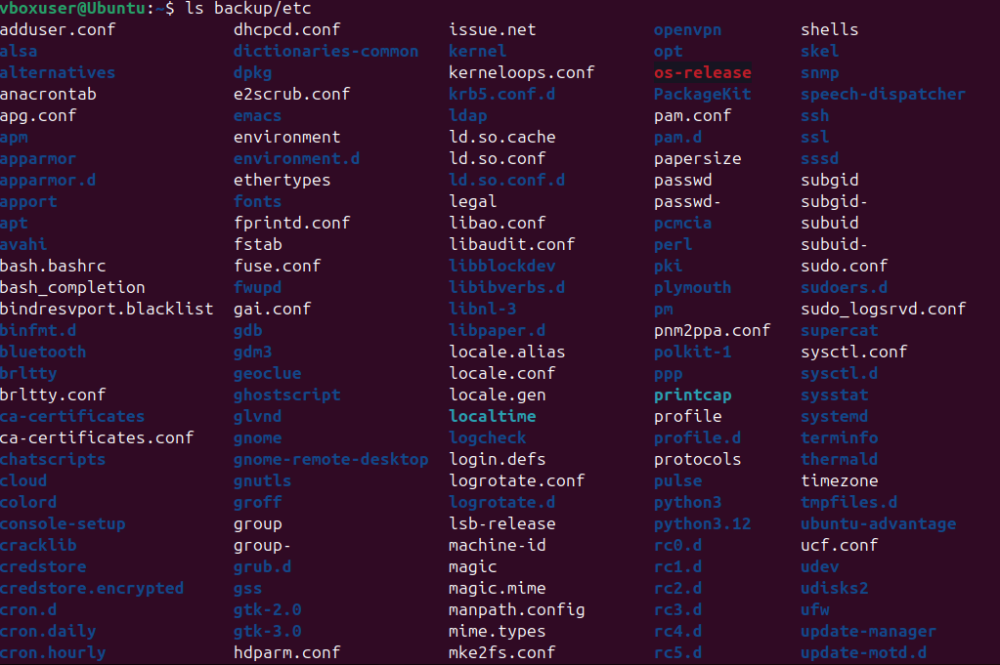 vboxuser@Ubuntu:~$ ls backup/etc
adduser.conf dhcpcd.conf issue.net openvpn shells
alsa dictionaries-common kernel opt skel
alternatives dpkg kerneloops.conf os-release snmp
anacrontab e2scrub.conf krb5.conf.d PackageKit speech-dispatcher
apg.conf emacs ldap pam.conf ssh
apm environment ld.so.cache pam.d ssl
apparmor environment.d ld.so.conf papersize sssd
apparmor.d ethertypes ld.so.conf.d passwd subgid
apport fonts legal passwd- subgid-
apt fprintd.conf libao.conf pcmcia subuid
avahi fstab libaudit.conf perl subuid-
bash.bashrc fuse.conf libblockdev pki sudo.conf
bash_completion fwupd libibverbs.d plymouth sudoers.d
bindresvport.blacklist gai.conf libnl-3 pm sudo_logsrvd.conf
binfmt.d gdb libpaper.d pnm2ppa.conf supercat
bluetooth gdm3 locale.alias polkit-1 sysctl.conf
brltty geoclue locale.conf ppp sysctl.d
brltty.conf ghostscript locale.gen printcap sysstat
ca-certificates glvnd localtime profile systemd
ca-certificates.conf gnome logcheck profile.d terminfo
chatscripts gnome-remote-desktop login.defs protocols thermald
cloud gnutls logrotate.conf pulse timezone
colord groff logrotate.d python3 tmpfiles.d
console-setup group lsb-release python3.12 ubuntu-advantage
cracklib group- machine-id rc0.d ucf.conf
credstore grub.d magic rc1.d udev
credstore.encrypted gss magic.mime rc2.d udisks2
cron.d gtk-2.0 manpath.config rc3.d ufw
cron.daily gtk-3.0 mime.types rc4.d update-manager
cron.hourly hdparm.conf mke2fs.conf rc5.d update-motd.d